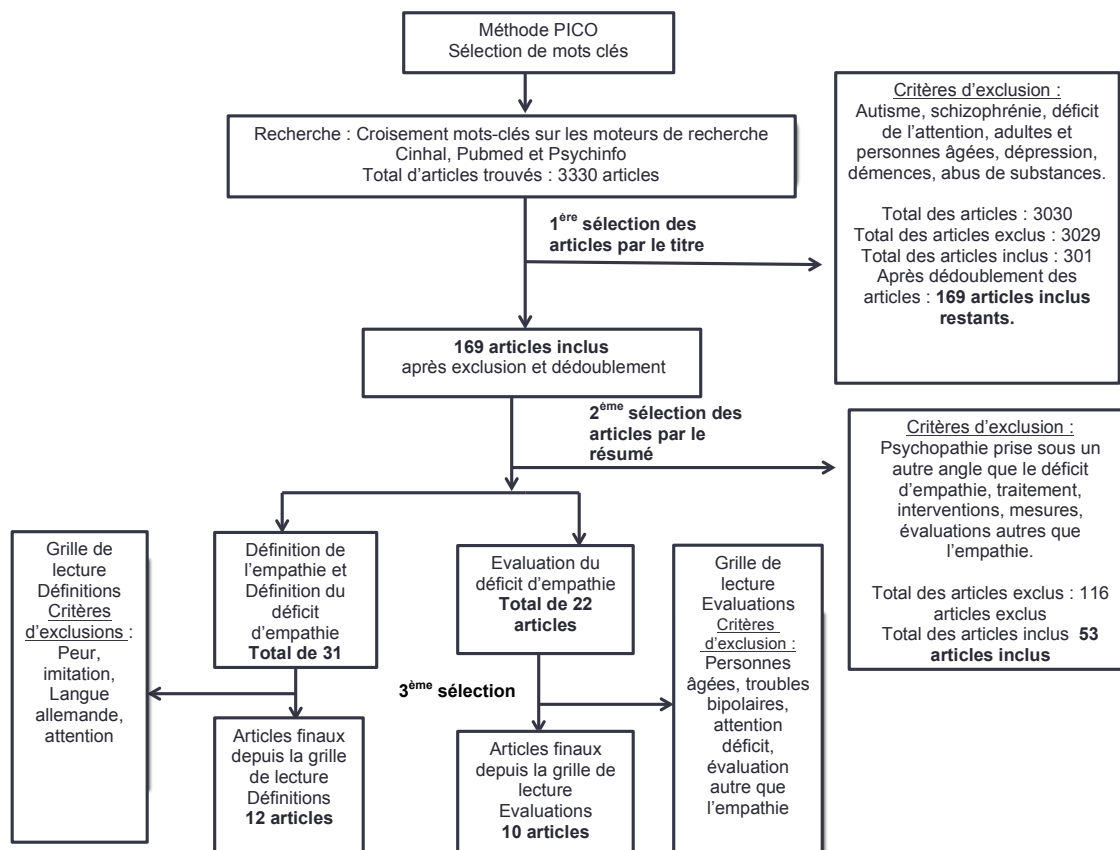 Méthode PICO
Sélection de mots clés
Recherche : Croisement mots-clés sur les moteurs de recherche
Cinhal, Pubmed et Psychinfo
Total d'articles trouvés : 3330 articles
Critères d'exclusion :
Autisme, schizophrénie, déficit
de l'attention, adultes et
personnes âgées, dépression,
démences, abus de substances.
Total des articles : 3030
Total des articles exclus : 3029
Total des articles inclus : 301
Après dédoublement des
articles : 169 articles inclus
restants.
1ère sélection des
articles par le titre
169 articles inclus
après exclusion et dédoublement
2ème sélection des
articles par le
résumé
Critères d'exclusion :
Psychopathie prise sous un
autre angle que le déficit
d'empathie, traitement,
interventions, mesures,
évaluations autres que
l'empathie.
Total des articles exclus : 116
articles exclus
Total des articles inclus 53
articles inclus
Grille de
lecture
Définitions
Critères
d'exclusions :
Peur,
imitation,
Langue
allemande,
attention
Définition de
l'empathie et
Définition du
déficit
d'empathie
Total de 31
Evaluation du
déficit d'empathie
Total de 22
articles
Grille de
lecture
Evaluations
Critères
d'exclusion :
Personnes
âgées, troubles
bipolaires,
attention
déficit,
évaluation
autre que
l'empathie
3ème sélection
Articles finaux
depuis la grille
de lecture
Définitions
12 articles
Articles finaux
depuis la grille de
lecture
Evaluations
10 articles